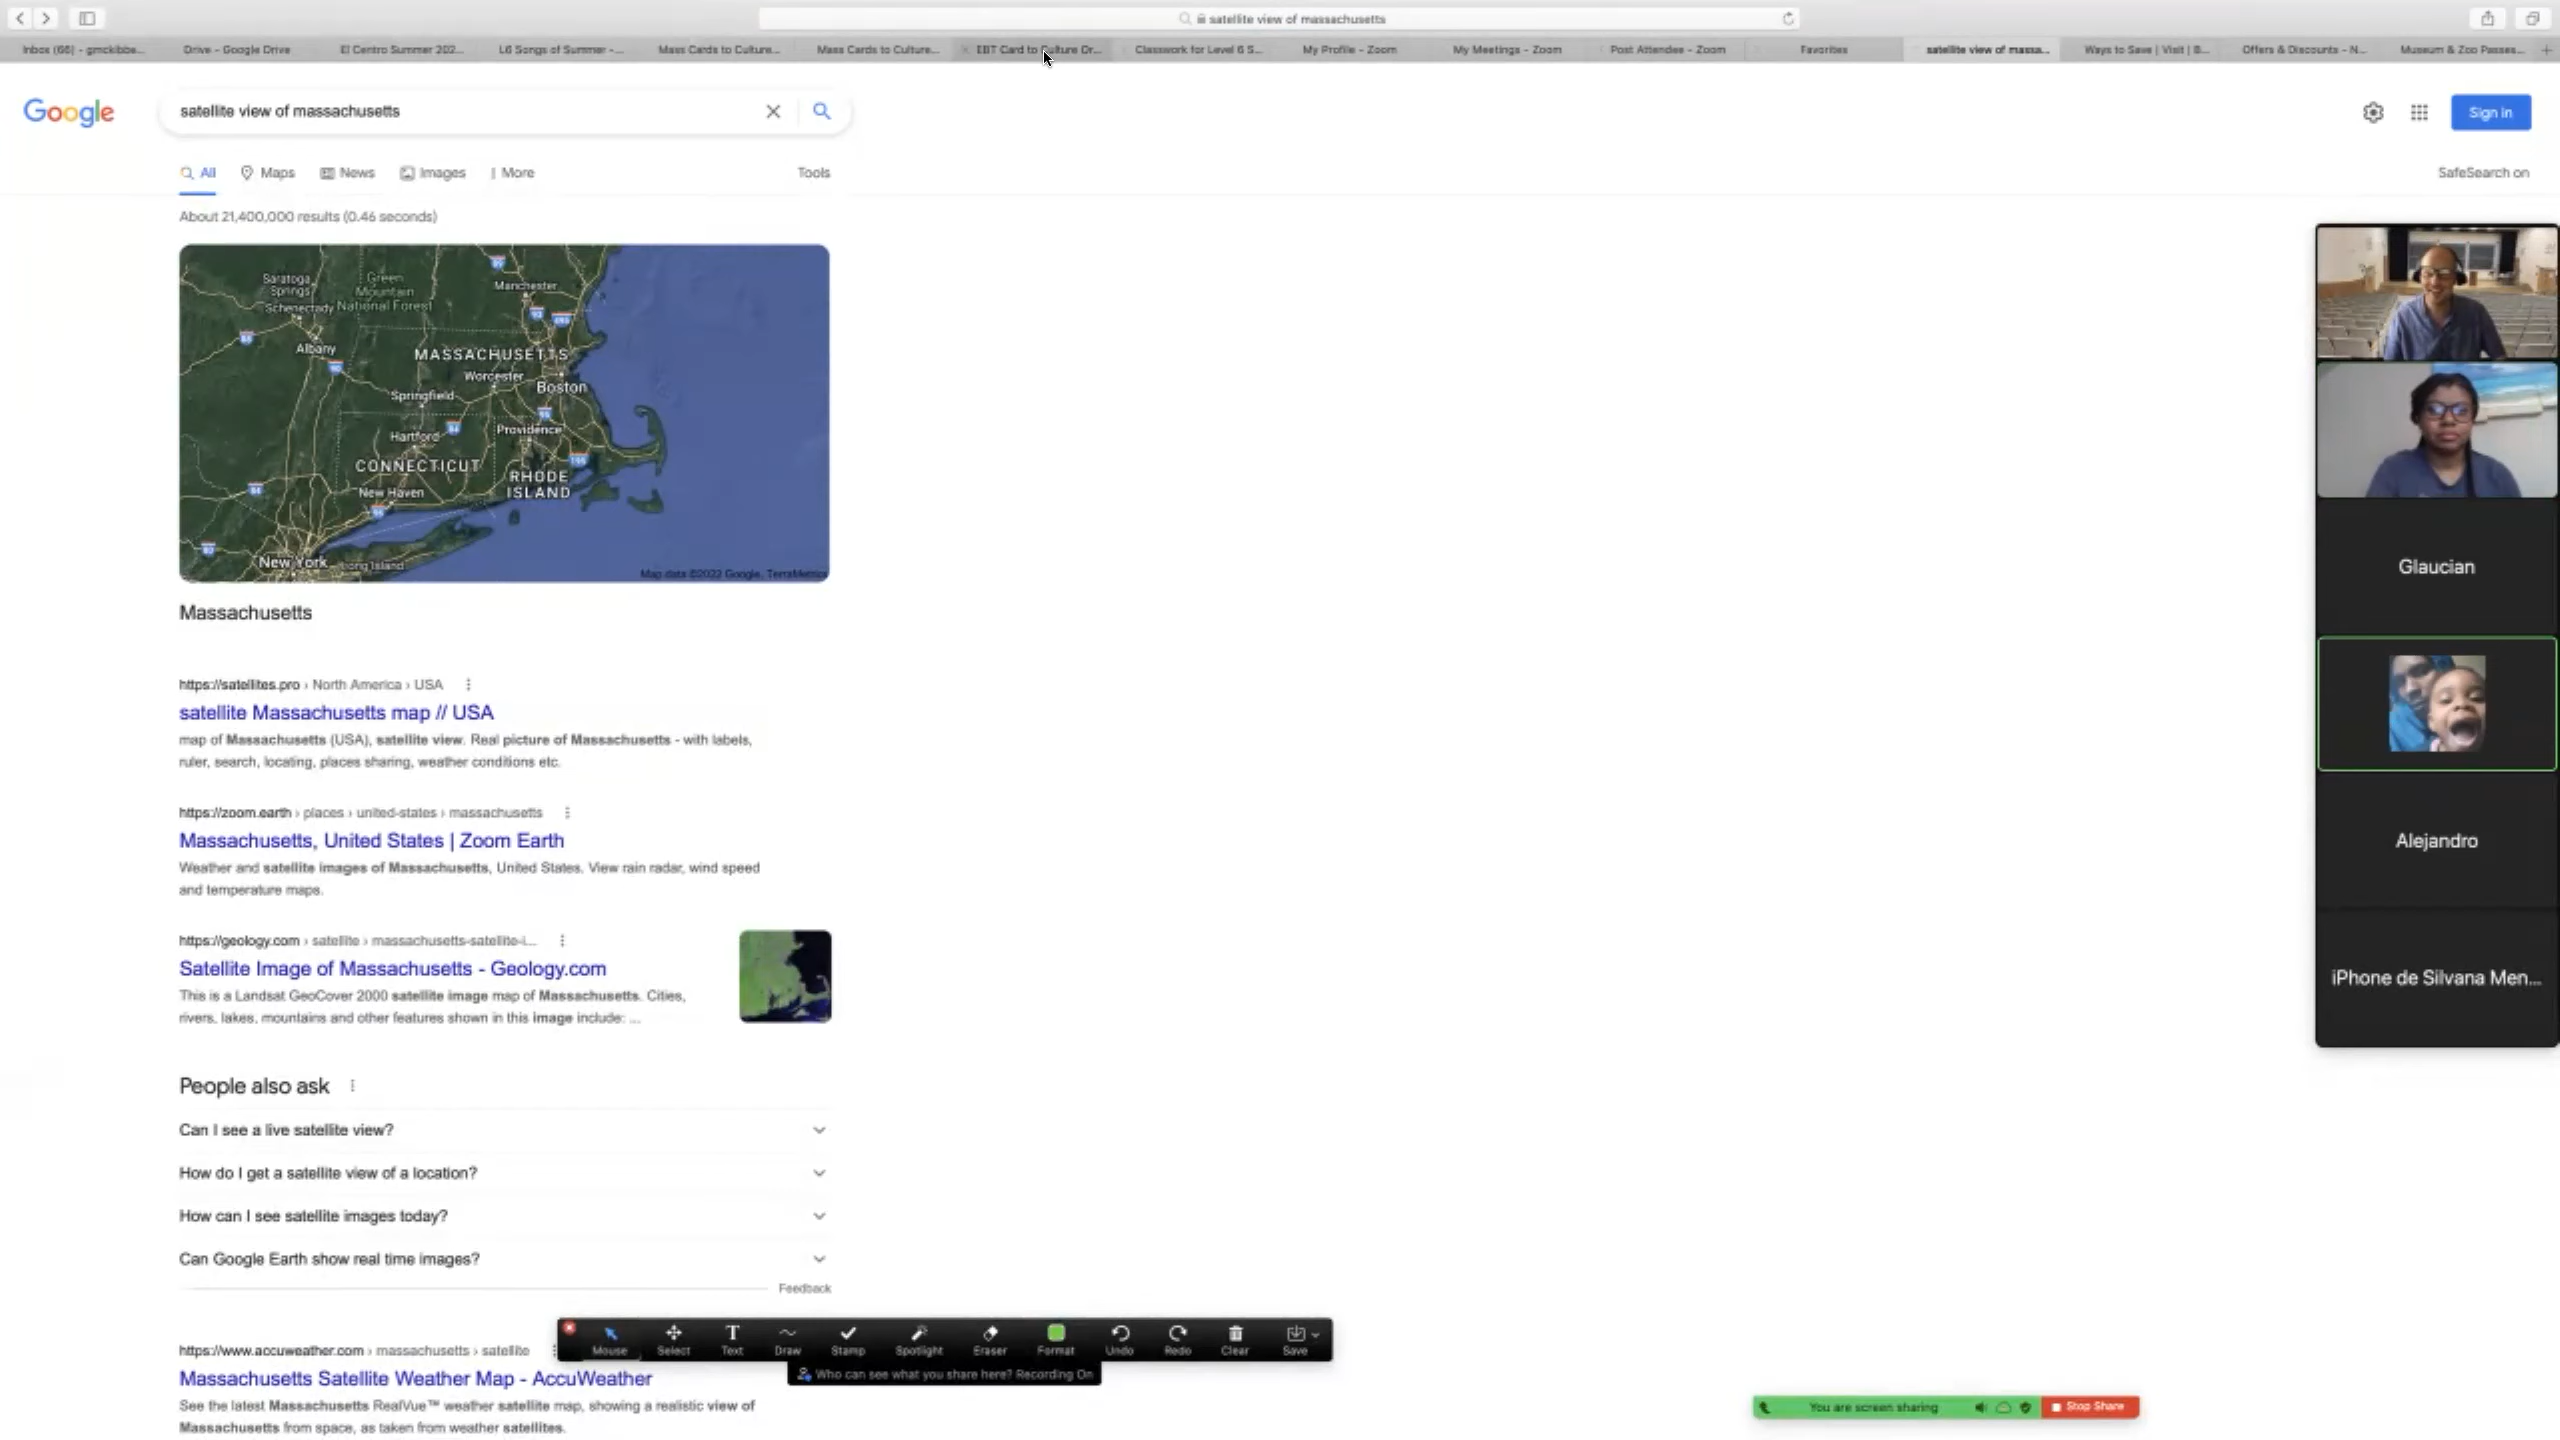 satellite view of massachusetts
Inbox (66) - gmckibbe...
Drive - Google Drive
El Centro Summer 202...
L6 Songs of Summer -...
Mass Cards to Culture...
Mass Cards to Culture...
EBT Card to Culture Or...
Classwork for Level 6 S...
My Profile - Zoom
My Meetings - Zoom
Post Attendee - Zoom
Favorites
satellite view of massa...
Ways to Save | Visit | B...
Offers & Discounts - N...
Museum & Zoo Passes...
Google
satellite view of massachusetts
Sign in
All
Maps
News
Images
More
Tools
SafeSearch on
About 21,400,000 results (0.46 seconds)
Saratoga Springs
Green Mountain National Forest
Schenectady
Manchester
Albany
MASSACHUSETTS
Worcester
Boston
Springfield
Hartford
Providence
CONNECTICUT
RHODE ISLAND
New Haven
New York
Long Island
Map data ©2022 Google, TerraMetrics
Massachusetts
https://satellites.pro › North America › USA
satellite Massachusetts map // USA
map of Massachusetts (USA), satellite view. Real picture of Massachusetts - with labels,
ruler, search, locating, places sharing, weather conditions etc.
https://zoom.earth › places › united-states › massachusetts
Massachusetts, United States | Zoom Earth
Weather and satellite images of Massachusetts, United States. View rain radar, wind speed
and temperature maps.
https://geology.com › satellite › massachusetts-satellite-i...
Satellite Image of Massachusetts - Geology.com
This is a Landsat GeoCover 2000 satellite image map of Massachusetts. Cities,
rivers, lakes, mountains and other features shown in this image include: ...
People also ask
Can I see a live satellite view?
How do I get a satellite view of a location?
How can I see satellite images today?
Can Google Earth show real time images?
Feedback
https://www.accuweather.com › massachusetts › satellite
Massachusetts Satellite Weather Map - AccuWeather
See the latest Massachusetts RealVue™ weather satellite map, showing a realistic view of
Massachusetts from space, as taken from weather satellites.
Mouse
Select
Text
Draw
Stamp
Spotlight
Eraser
Format
Undo
Redo
Clear
Save
Who can see what you share here? Recording On
You are screen sharing
Stop Share
Glaucian
Alejandro
iPhone de Silvana Men...